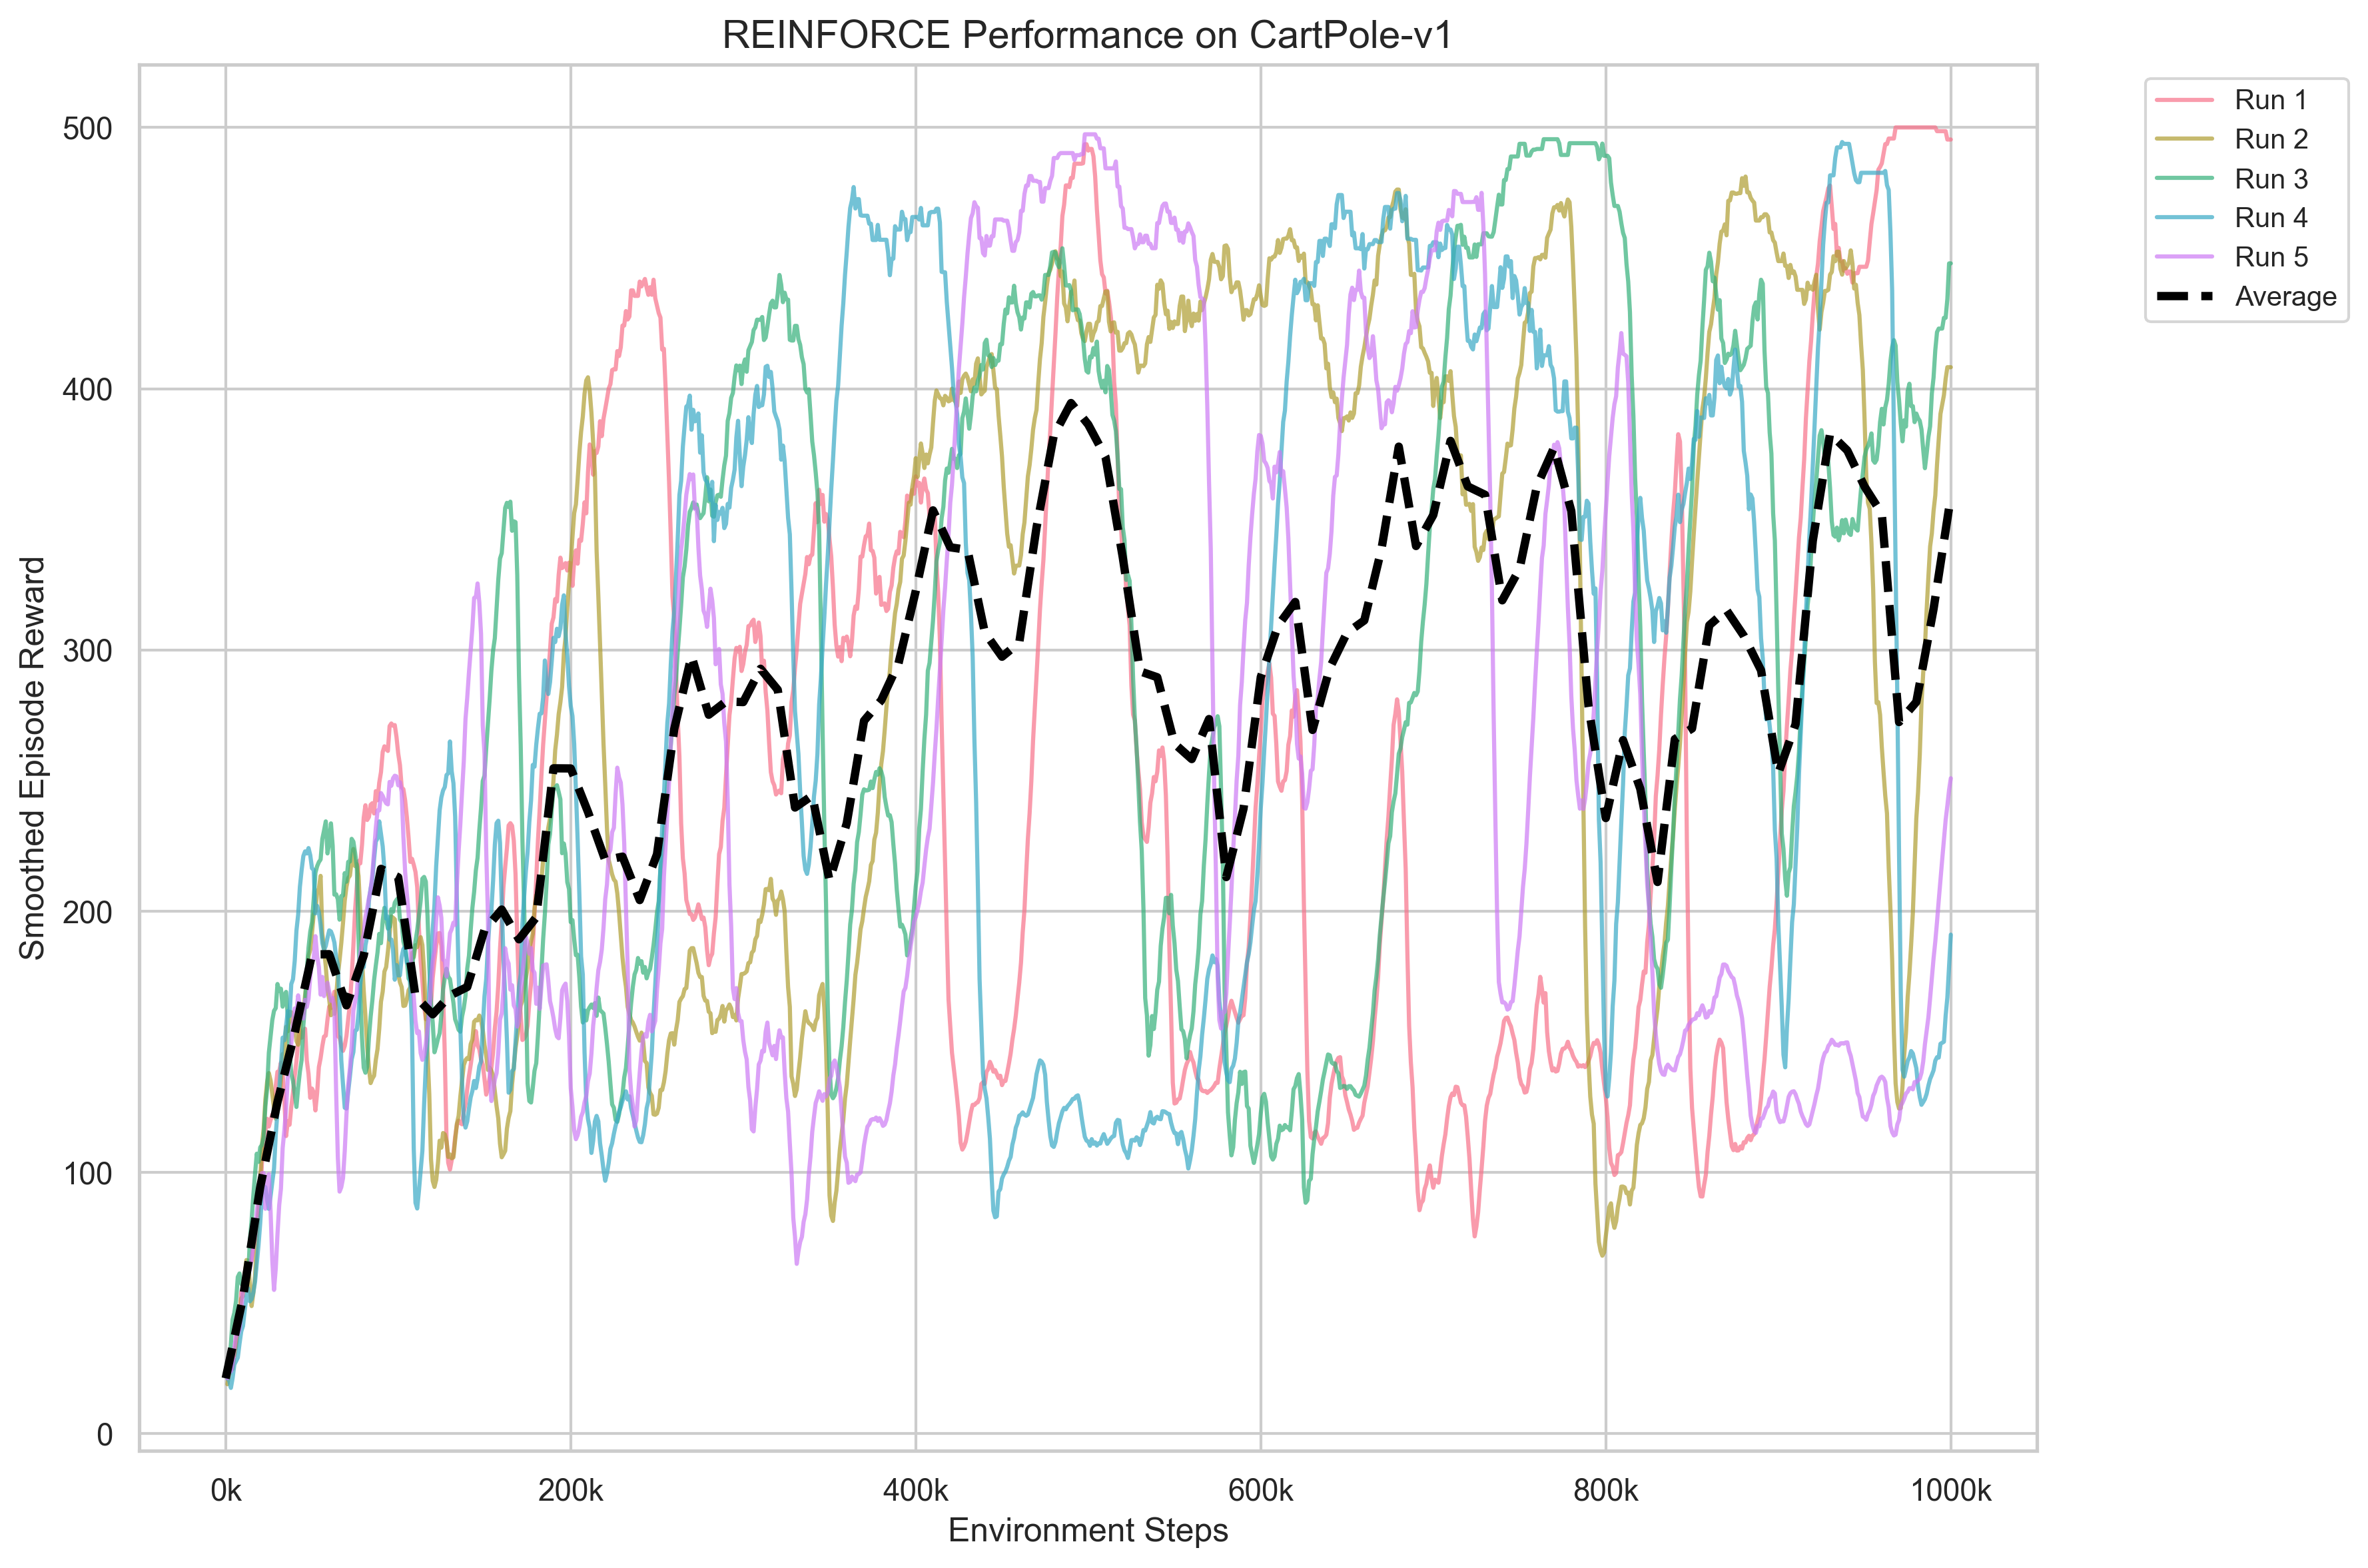 REINFORCE Performance on CartPole-v1
Smoothed Episode Reward
500
400
300
200
100
0
0k
200k
400k
600k
800k
1000k
Environment Steps
Run 1
Run 2
Run 3
Run 4
Run 5
Average